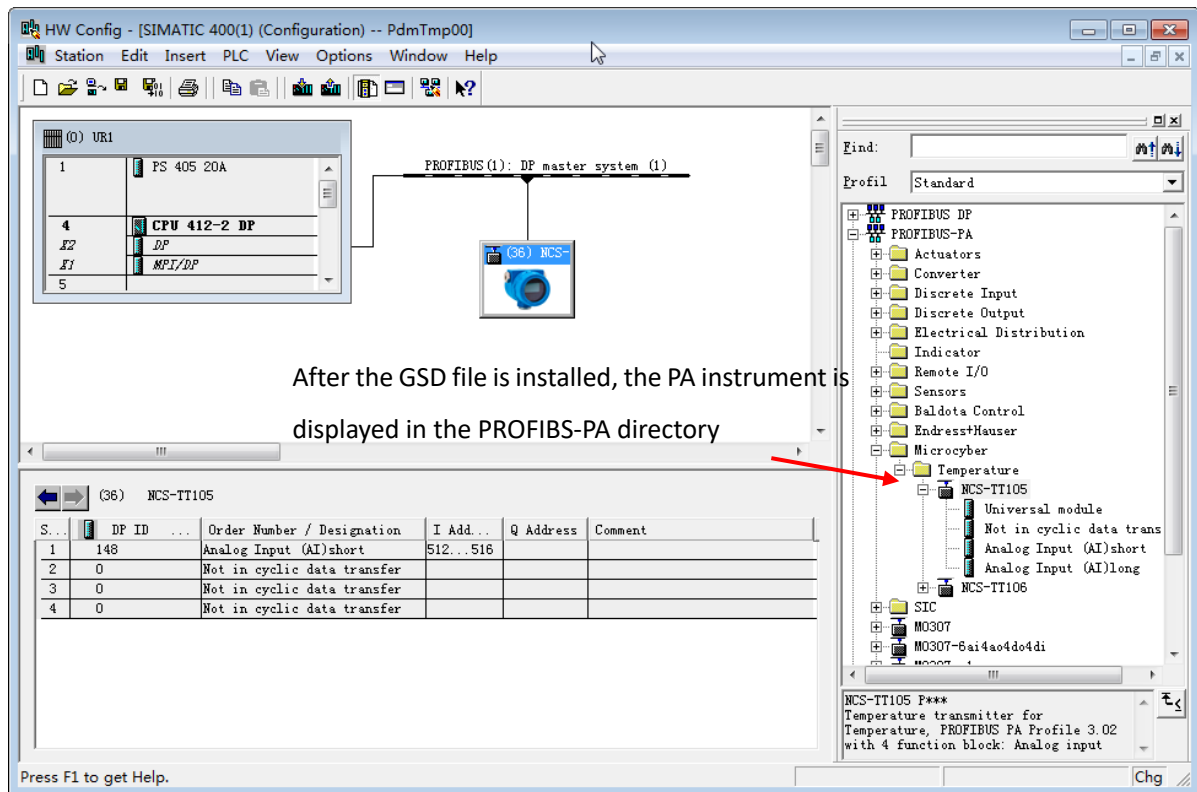 HW Config - [SIMATIC 400(1) (Configuration) -- PdmTmp00]
Station Edit Insert PLC View Options Window Help
(0) UR1
1 PS 405 20A
4 CPU 412-2 DP
X2 DP
X1 MPI/DP
5
PROFIBUS(1): DP master system (1)
(36) NCS-
After the GSD file is installed, the PA instrument is
displayed in the PROFIBS-PA directory
(36) NCS-TT105
S... DP ID ... Order Number / Designation I Add... Q Address Comment
1 148 Analog Input (AI)short 512...516
2 0 Not in cyclic data transfer
3 0 Not in cyclic data transfer
4 0 Not in cyclic data transfer
Find:
Profil Standard
PROFIBUS DP
PROFIBUS-PA
Actuators
Converter
Discrete Input
Discrete Output
Electrical Distribution
Indicator
Remote I/O
Sensors
Baldota Control
Endress+Hauser
Microcyber
Temperature
NCS-TT105
Universal module
Not in cyclic data trans
Analog Input (AI)short
Analog Input (AI)long
NCS-TT106
SIC
M0307
M0307-6ai4ao4do4di
NCS-TT105 P***
Temperature transmitter for
Temperature, PROFIBUS PA Profile 3.02
with 4 function block: Analog input
Press F1 to get Help.
Chg